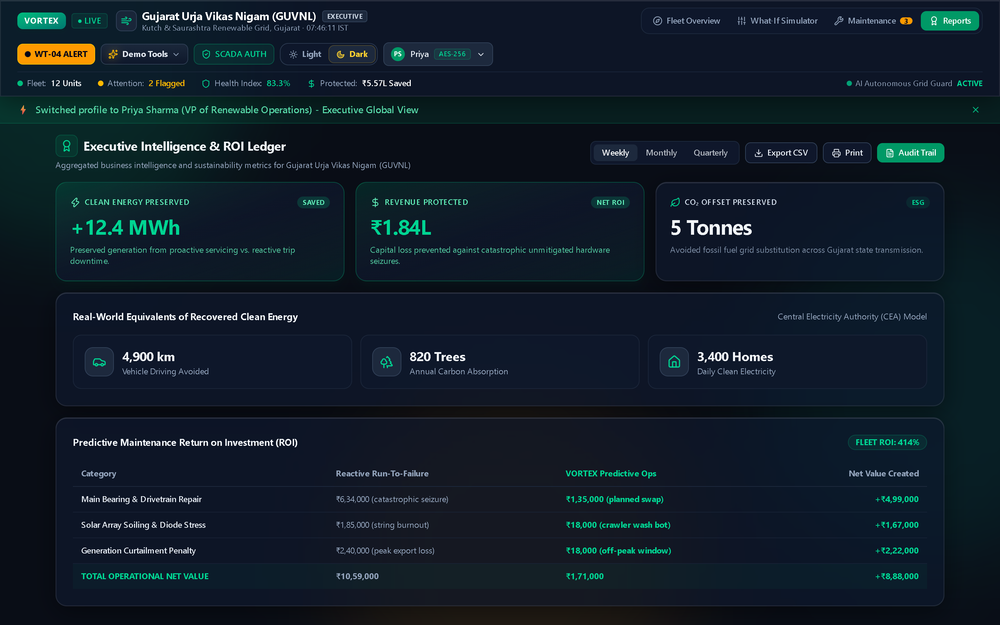 VORTEX
LIVE
Gujarat Urja Vikas Nigam (GUVNL) EXECUTIVE
Kutch & Saurashtra Renewable Grid, Gujarat · 07:46:11 IST
Fleet Overview
What-If Simulator
Maintenance 3
Reports
WT-04 ALERT
Demo Tools
SCADA AUTH
Light
Dark
PS Priya AES-256
Fleet: 12 Units
Attention: 2 Flagged
Health Index: 83.3%
Protected: ₹5.57L Saved
AI Autonomous Grid Guard ACTIVE
Switched profile to Priya Sharma (VP of Renewable Operations) - Executive Global View
Executive Intelligence & ROI Ledger
Aggregated business intelligence and sustainability metrics for Gujarat Urja Vikas Nigam (GUVNL)
Weekly
Monthly
Quarterly
Export CSV
Print
Audit Trail
CLEAN ENERGY PRESERVED SAVED
+12.4 MWh
Preserved generation from proactive servicing vs. reactive trip
downtime.
REVENUE PROTECTED NET ROI
₹1.84L
Capital loss prevented against catastrophic unmitigated hardware
seizures.
CO₂ OFFSET PRESERVED ESG
5 Tonnes
Avoided fossil fuel grid substitution across Gujarat state transmission.
Real-World Equivalents of Recovered Clean Energy
Central Electricity Authority (CEA) Model
4,900 km
Vehicle Driving Avoided
820 Trees
Annual Carbon Absorption
3,400 Homes
Daily Clean Electricity
Predictive Maintenance Return on Investment (ROI)
FLEET ROI: 414%
Category Reactive Run-To-Failure VORTEX Predictive Ops Net Value Created
Main Bearing & Drivetrain Repair ₹6,34,000 (catastrophic seizure) ₹1,35,000 (planned swap) +₹4,99,000
Solar Array Soiling & Diode Stress ₹1,85,000 (string burnout) ₹18,000 (crawler wash bot) +₹1,67,000
Generation Curtailment Penalty ₹2,40,000 (peak export loss) ₹18,000 (off-peak window) +₹2,22,000
TOTAL OPERATIONAL NET VALUE ₹10,59,000 ₹1,71,000 +₹8,88,000